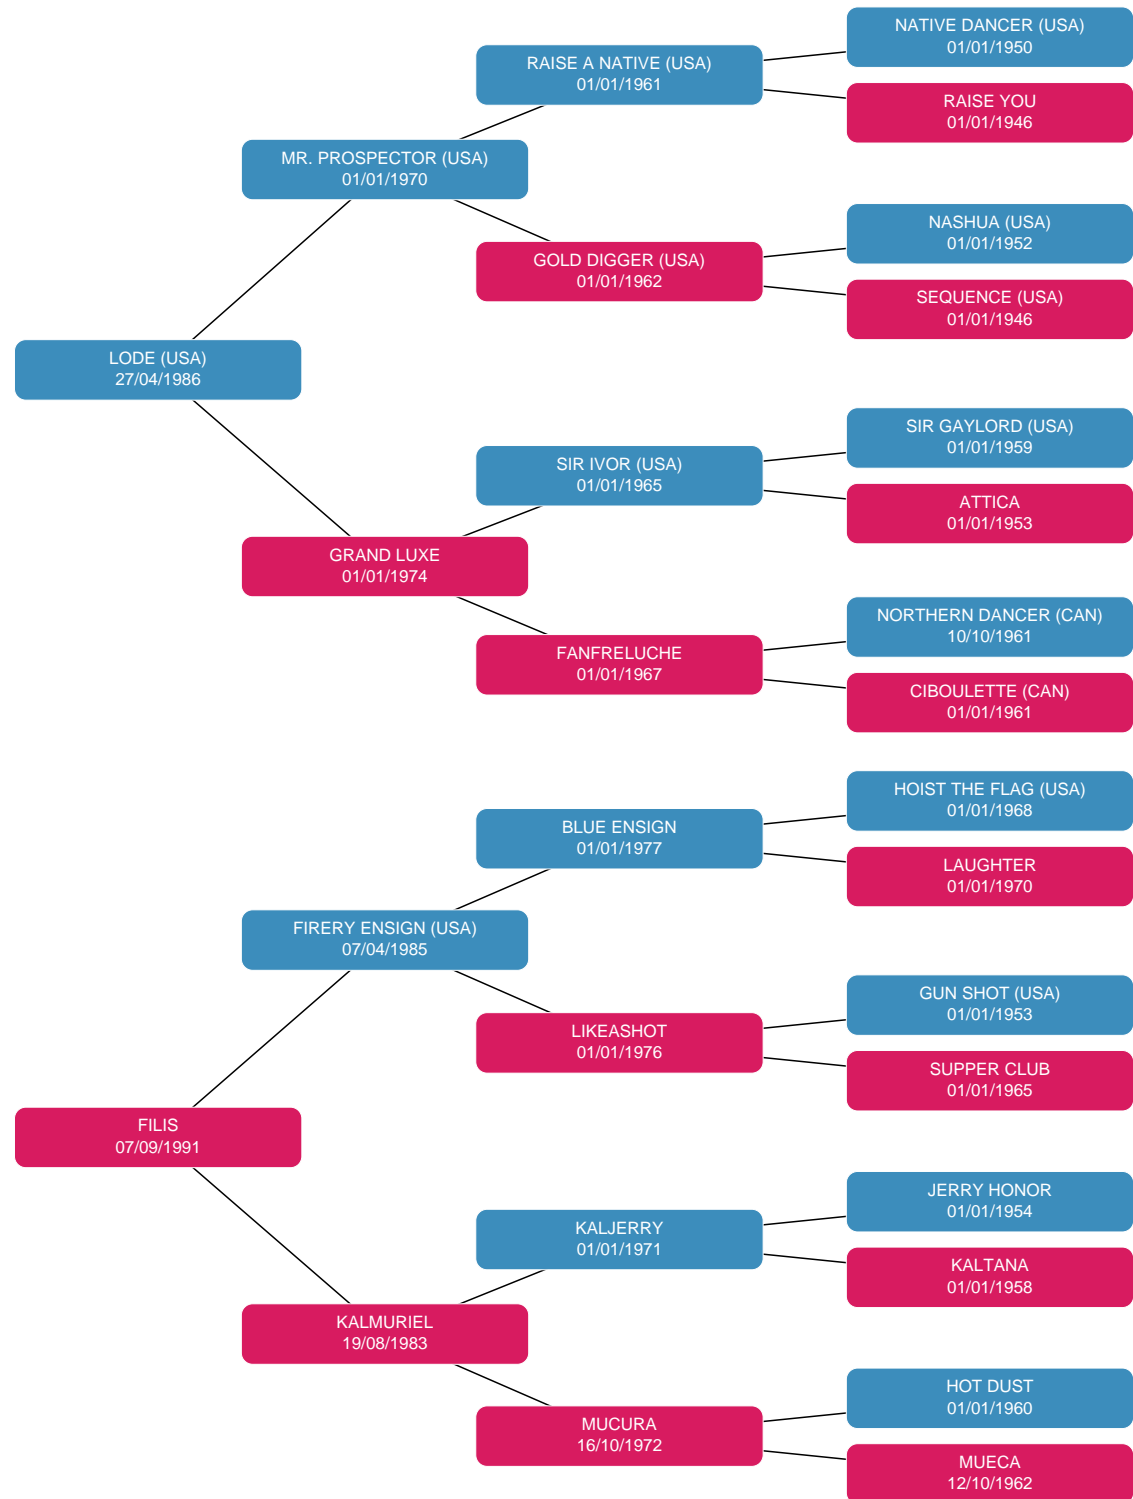 NATIVE DANCER (USA)
01/01/1950
RAISE A NATIVE (USA)
01/01/1961
RAISE YOU
01/01/1946
MR. PROSPECTOR (USA)
01/01/1970
NASHUA (USA)
01/01/1952
GOLD DIGGER (USA)
01/01/1962
SEQUENCE (USA)
01/01/1946
LODE (USA)
27/04/1986
SIR GAYLORD (USA)
01/01/1959
SIR IVOR (USA)
01/01/1965
ATTICA
01/01/1953
GRAND LUXE
01/01/1974
NORTHERN DANCER (CAN)
10/10/1961
FANFRELUCHE
01/01/1967
CIBOULETTE (CAN)
01/01/1961
HOIST THE FLAG (USA)
01/01/1968
BLUE ENSIGN
01/01/1977
LAUGHTER
01/01/1970
FIRERY ENSIGN (USA)
07/04/1985
GUN SHOT (USA)
01/01/1953
LIKEASHOT
01/01/1976
SUPPER CLUB
01/01/1965
FILIS
07/09/1991
JERRY HONOR
01/01/1954
KALJERRY
01/01/1971
KALTANA
01/01/1958
KALMURIEL
19/08/1983
HOT DUST
01/01/1960
MUCURA
16/10/1972
MUECA
12/10/1962